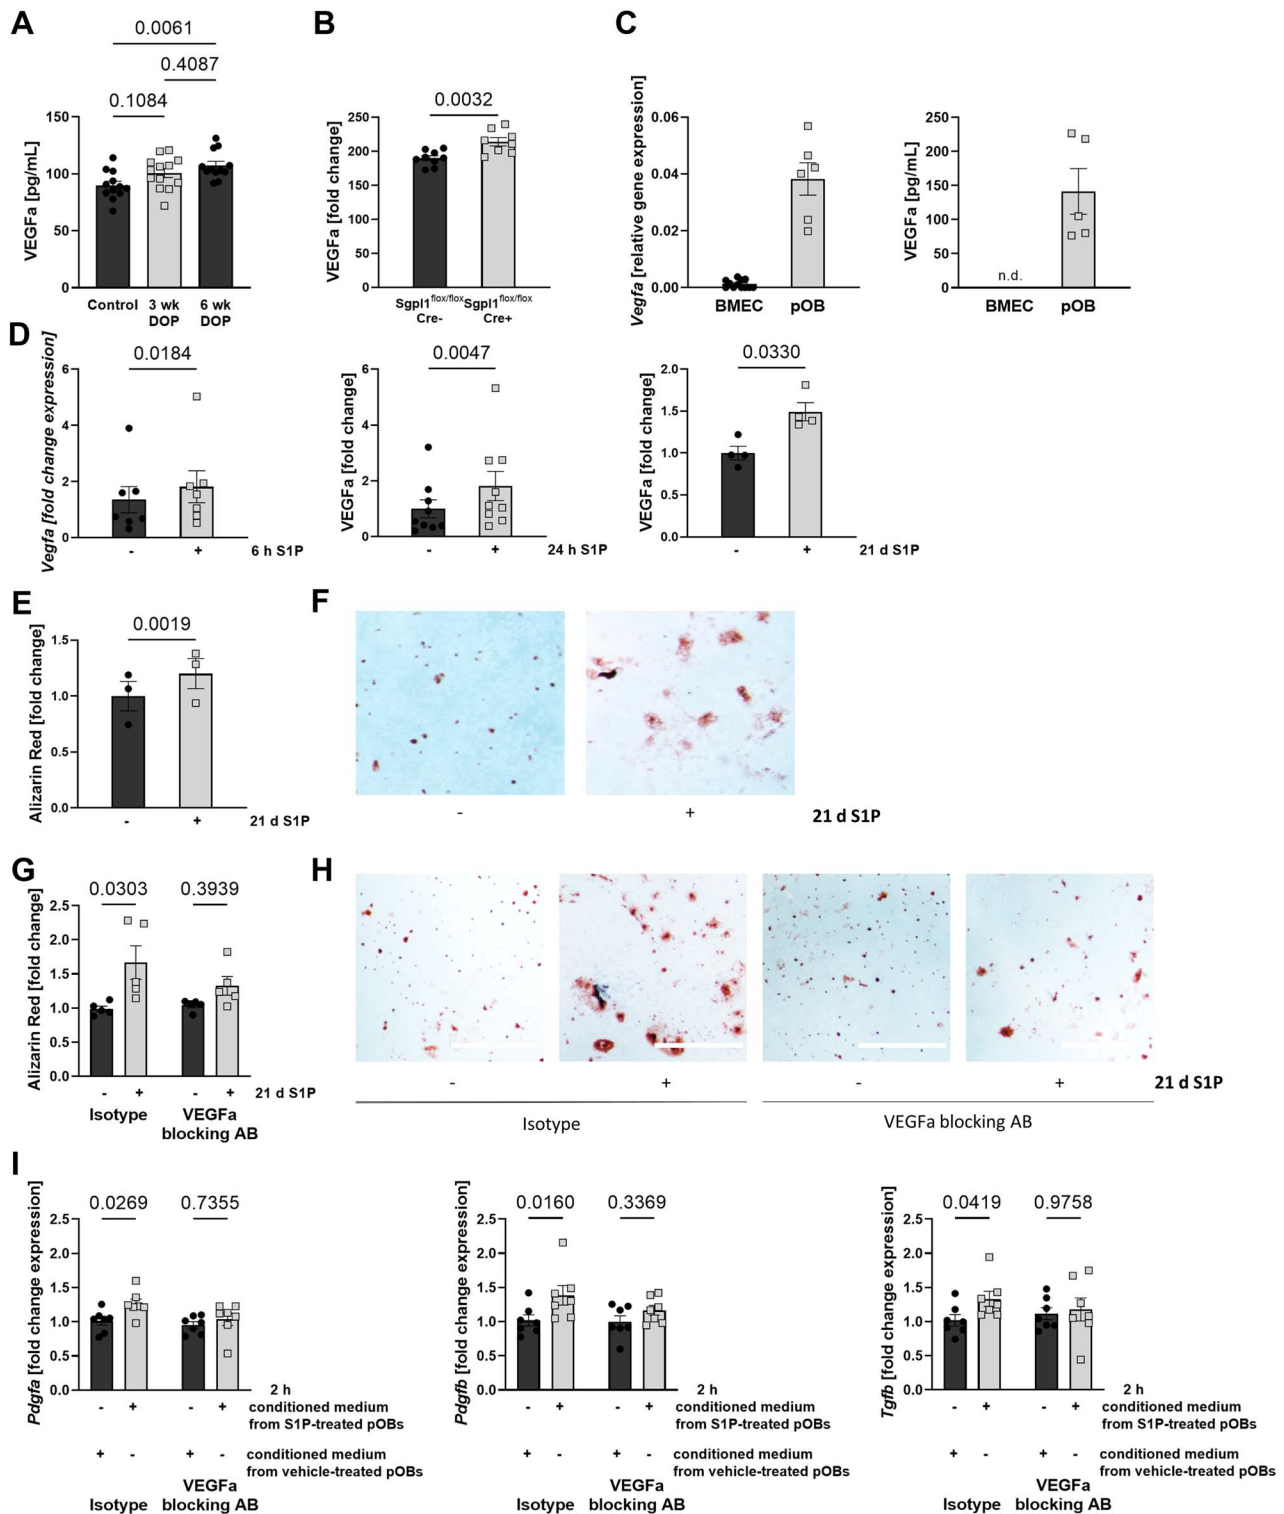 A
0.0061
0.4087
0.1084
VEGFa [pg/mL]
150
100
50
0
Control
3 wk
DOP
6 wk
DOP
B
0.0032
VEGFa [fold change]
250
200
150
100
50
0
Sgpl1flox/flox
Cre-
Sgpl1flox/flox
Cre+
C
Vegfa [relative gene expression]
0.06
0.04
0.02
0.00
BMEC
pOB
VEGFa [pg/mL]
250
200
150
100
50
0
n.d.
BMEC
pOB
D
0.0184
Vegfa [fold change expression]
6
4
2
0
- + 6 h S1P
0.0047
VEGFa [fold change]
6
4
2
0
- + 24 h S1P
0.0330
VEGFa [fold change]
2.0
1.5
1.0
0.5
0.0
- + 21 d S1P
E
0.0019
Alizarin Red [fold change]
1.5
1.0
0.5
0.0
- + 21 d S1P
F
- + 21 d S1P
G
0.0303 0.3939
Alizarin Red [fold change]
2.5
2.0
1.5
1.0
0.5
0.0
- + - + 21 d S1P
Isotype
VEGFa
blocking AB
H
- + - + 21 d S1P
Isotype
VEGFa blocking AB
I
0.0269 0.7355
Pdgfa [fold change expression]
2.5
2.0
1.5
1.0
0.5
0.0
2 h
- + - + conditioned medium
from S1P-treated pOBs
+ - + - conditioned medium
from vehicle-treated pOBs
Isotype
VEGFa
blocking AB
0.0160 0.3369
Pdgfb [fold change expression]
2.5
2.0
1.5
1.0
0.5
0.0
2 h
- + - + conditioned medium
from S1P-treated pOBs
+ - + - conditioned medium
from vehicle-treated pOBs
Isotype
VEGFa
blocking AB
0.0419 0.9758
Tgfb [fold change expression]
2.5
2.0
1.5
1.0
0.5
0.0
2 h
- + - + conditioned medium
from S1P-treated pOBs
+ - + - conditioned medium
from vehicle-treated pOBs
Isotype
VEGFa
blocking AB